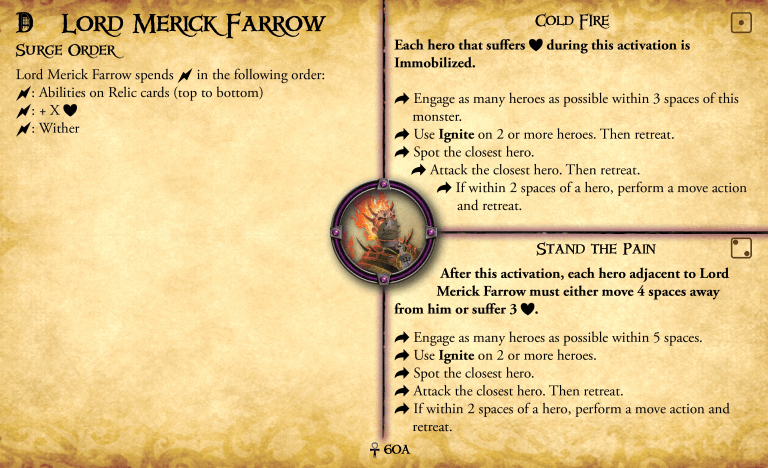 D LORD MERICK FARROW
SURGE ORDER
Lord Merick Farrow spends in the following order:
: Abilities on Relic cards (top to bottom)
: + X
: Wither
COLD FIRE
Each hero that suffers during this activation is
Immobilized.
Engage as many heroes as possible within 3 spaces of this
monster.
Use Ignite on 2 or more heroes. Then retreat.
Spot the closest hero.
Attack the closest hero. Then retreat.
If within 2 spaces of a hero, perform a move action
and retreat.
STAND THE PAIN
After this activation, each hero adjacent to Lord
Merick Farrow must either move 4 spaces away
from him or suffer 3 .
Engage as many heroes as possible within 5 spaces.
Use Ignite on 2 or more heroes.
Spot the closest hero.
Attack the closest hero. Then retreat.
If within 2 spaces of a hero, perform a move action and
retreat.
60A